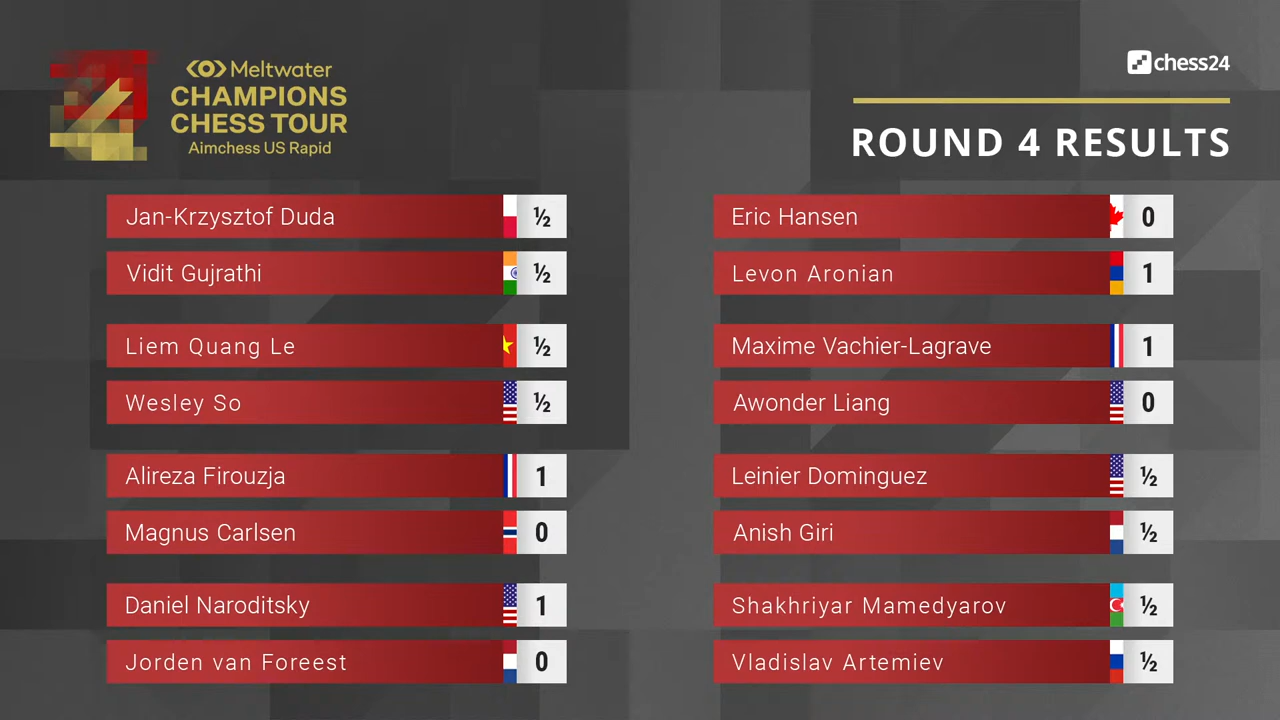 Meltwater
CHAMPIONS
CHESS TOUR
Aimchess US Rapid
chess24
ROUND 4 RESULTS
Jan-Krzysztof Duda ½
Vidit Gujrathi ½
Liem Quang Le ½
Wesley So ½
Alireza Firouzja 1
Magnus Carlsen 0
Daniel Naroditsky 1
Jorden van Foreest 0
Eric Hansen 0
Levon Aronian 1
Maxime Vachier-Lagrave 1
Awonder Liang 0
Leinier Dominguez ½
Anish Giri ½
Shakhriyar Mamedyarov ½
Vladislav Artemiev ½